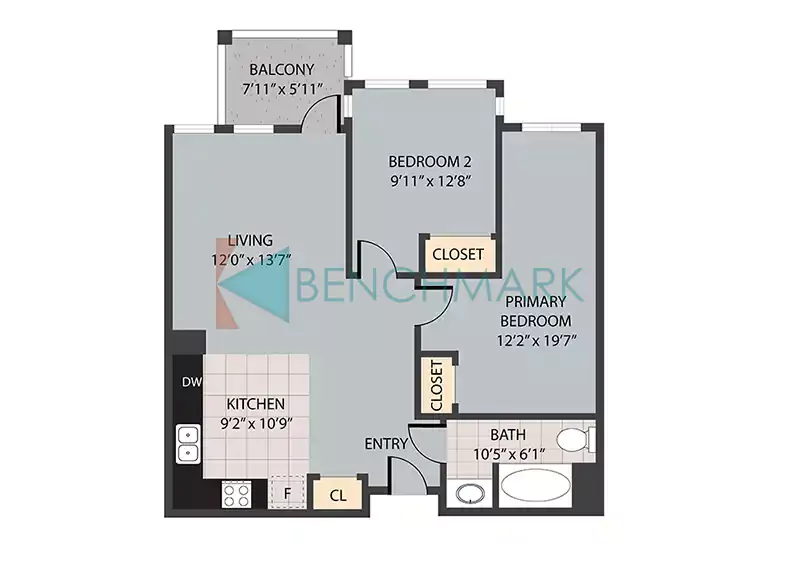 BALCONY
7'11" x 5'11"
BEDROOM 2
9'11" x 12'8"
LIVING
12'0" x 13'7"
CLOSET
BENCHMARK
PRIMARY
BEDROOM
12'2" x 19'7"
CLOSET
DW
KITCHEN
9'2" x 10'9"
ENTRY
BATH
10'5" x 6'1"
F
CL